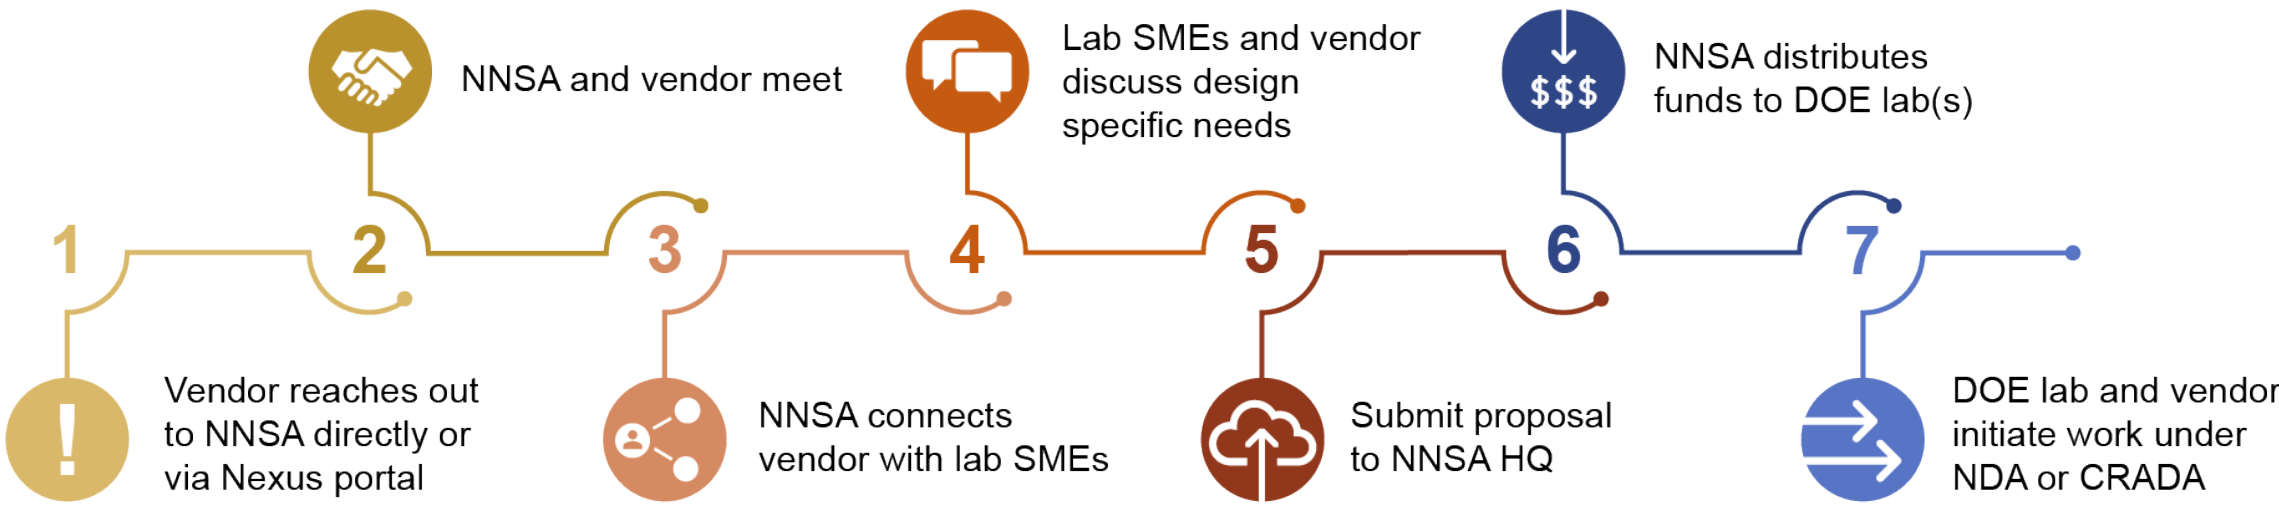 1
Vendor reaches out
to NNSA directly or
via Nexus portal
2
NNSA and vendor meet
3
NNSA connects
vendor with lab SMEs
4
Lab SMEs and vendor
discuss design
specific needs
5
Submit proposal
to NNSA HQ
6
$$$
NNSA distributes
funds to DOE lab(s)
7
DOE lab and vendor
initiate work under
NDA or CRADA